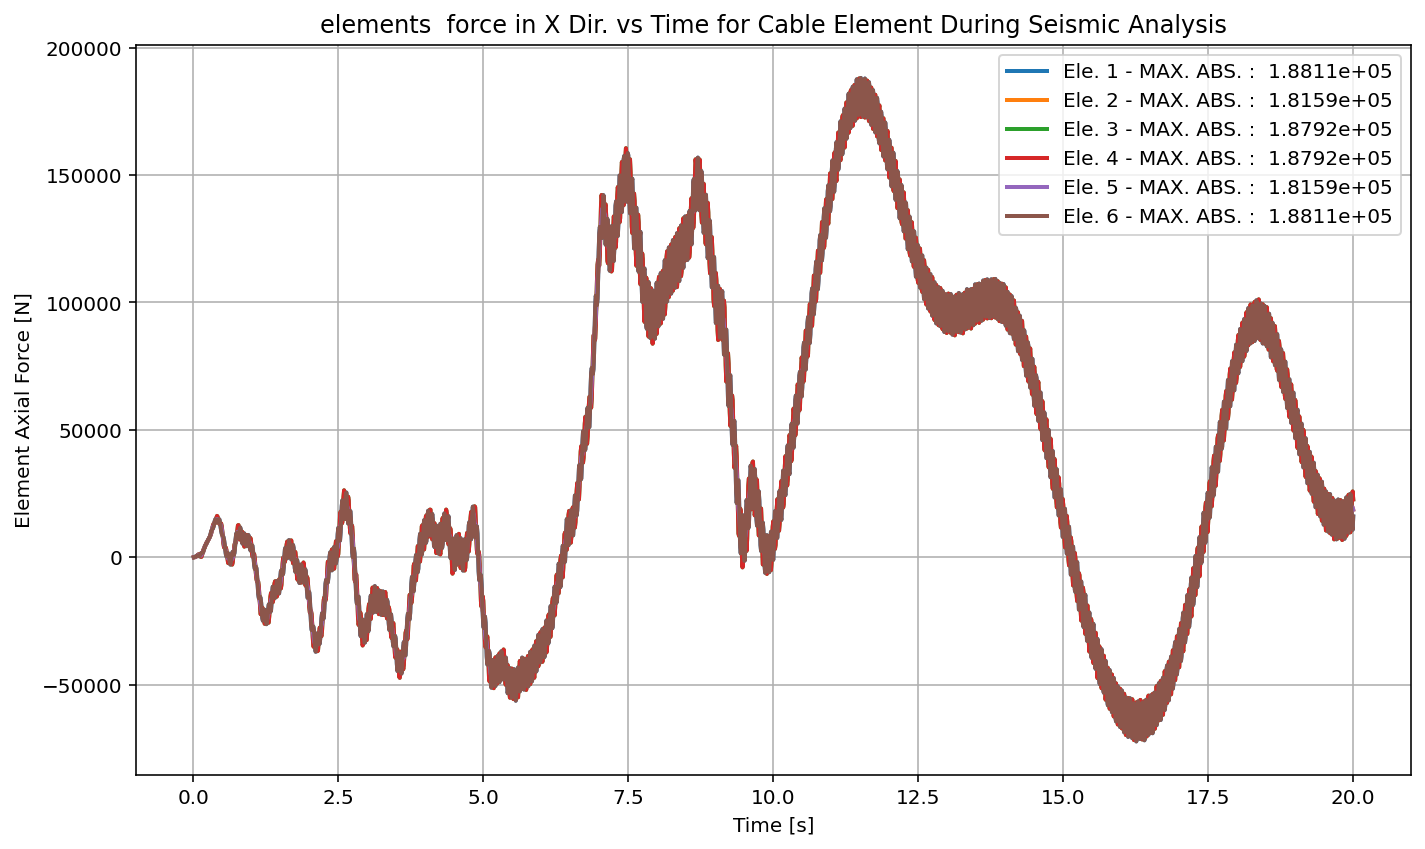 elements  force in X Dir. vs Time for Cable Element During Seismic Analysis
200000
150000
100000
50000
0
−50000
Element Axial Force [N]
Ele. 1 - MAX. ABS. :  1.8811e+05
Ele. 2 - MAX. ABS. :  1.8159e+05
Ele. 3 - MAX. ABS. :  1.8792e+05
Ele. 4 - MAX. ABS. :  1.8792e+05
Ele. 5 - MAX. ABS. :  1.8159e+05
Ele. 6 - MAX. ABS. :  1.8811e+05
0.0 2.5 5.0 7.5 10.0 12.5 15.0 17.5 20.0
Time [s]